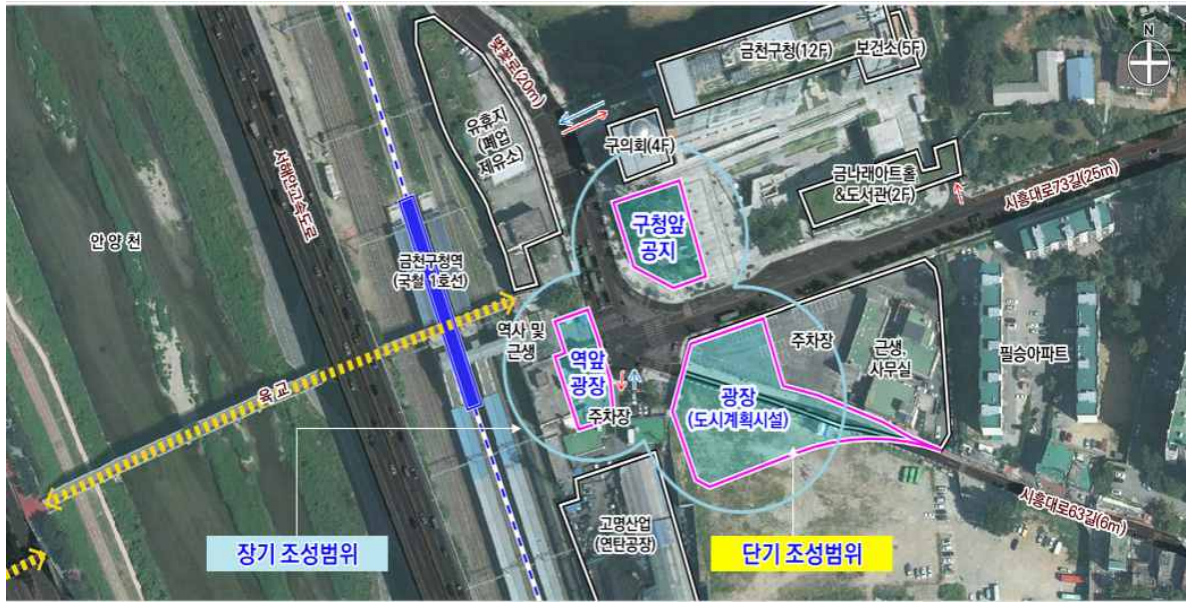 N
금천구청(12F)
보건소(5F)
벚꽃로(20m)
유휴지
(폐업
제유소)
구의회(4F)
금나래아트홀
&도서관(2F)
시흥대로73길(25m)
서해안고속도로
안양천
구청앞
공지
금천구청역
(국철 1호선)
역사 및
근생
역앞
광장
주차장
주차장
근생,
사무실
필승아파트
광장
(도시계획시설)
육교
시흥대로63길(6m)
고명산업
(연탄공장)
장기 조성범위
단기 조성범위